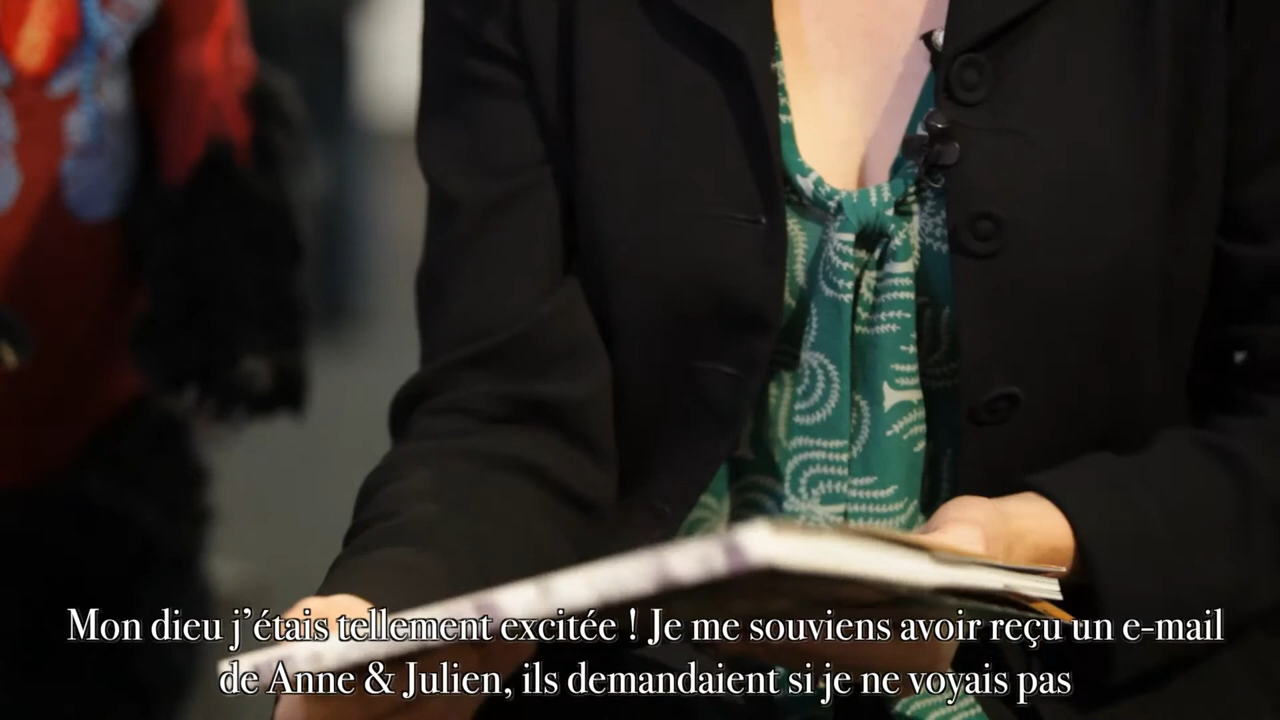 Mon dieu j’étais tellement excitée ! Je me souviens avoir reçu un e-mail
de Anne & Julien, ils demandaient si je ne voyais pas